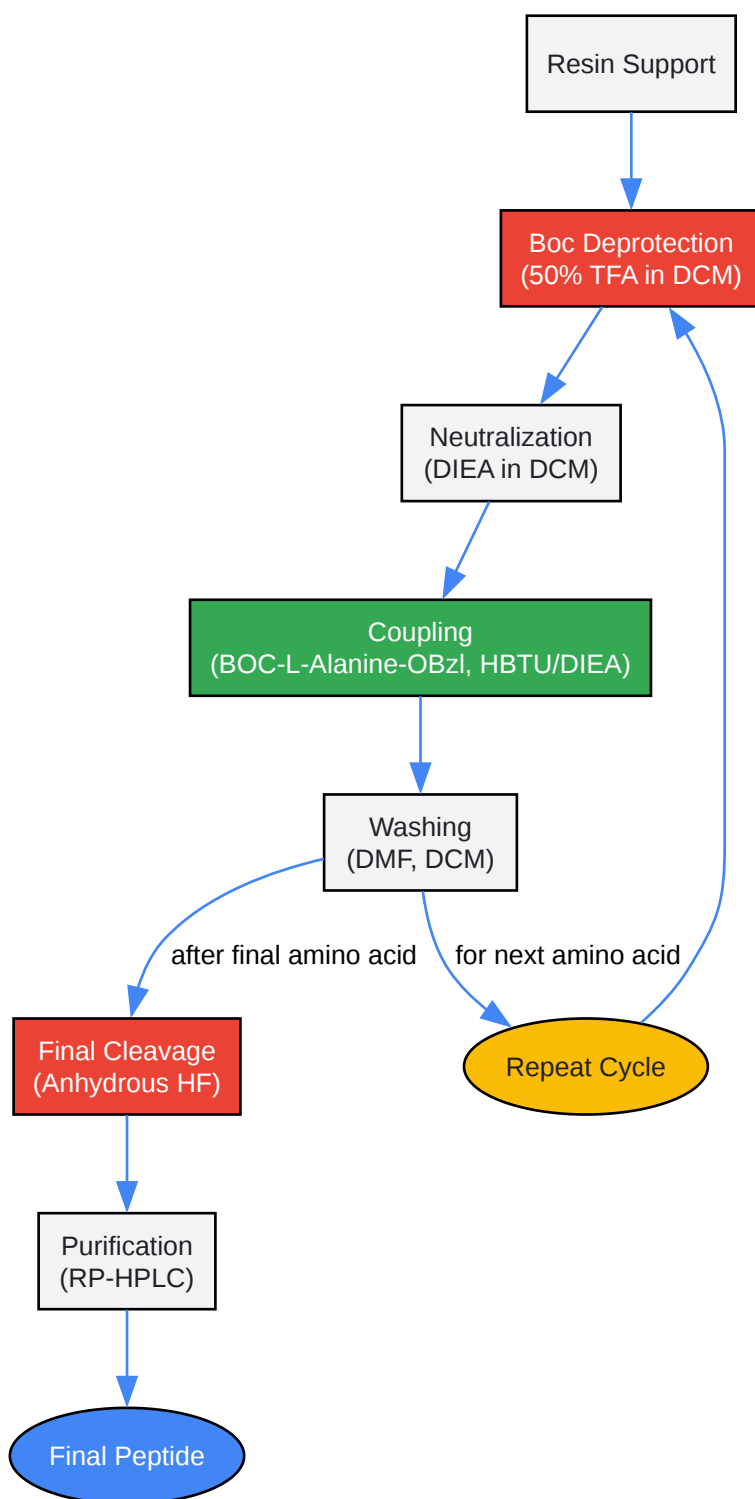 Resin Support
Boc Deprotection
(50% TFA in DCM)
Neutralization
(DIEA in DCM)
Coupling
(BOC-L-Alanine-OBzl, HBTU/DIEA)
Washing
(DMF, DCM)
after final amino acid
for next amino acid
Final Cleavage
(Anhydrous HF)
Repeat Cycle
Purification
(RP-HPLC)
Final Peptide